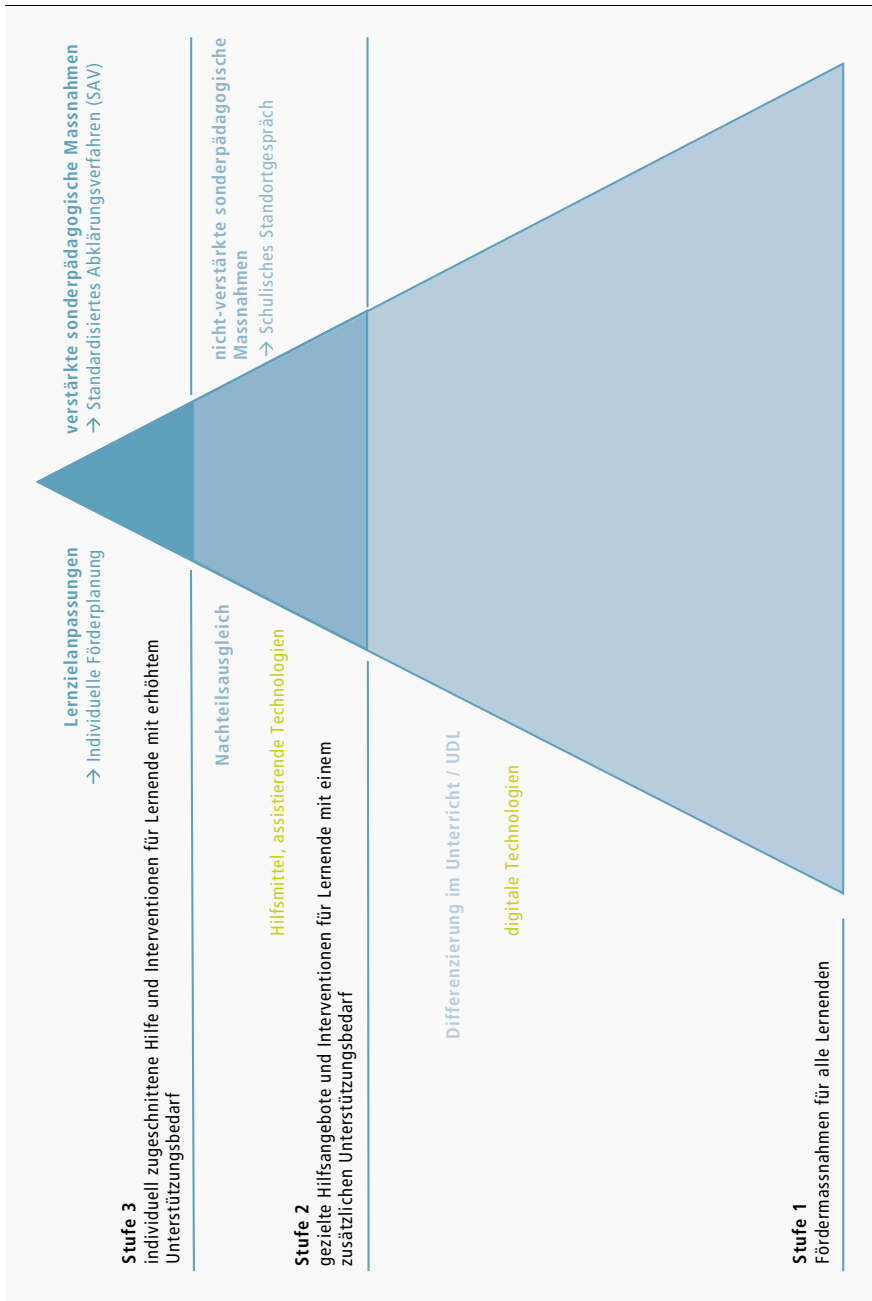 Lernzielanpassungen
→ Individuelle Förderplanung
verstärkte sonderpädagogische Massnahmen
→ Standardisiertes Abklärungsverfahren (SAV)
Stufe 3
individuell zugeschnittene Hilfe und Interventionen für Lernende mit erhöhtem
Unterstützungsbedarf
Nachteilsausgleich
Hilfsmittel, assistierende Technologien
nicht-verstärkte sonderpädagogische
Massnahmen
→ Schulisches Standortgespräch
Stufe 2
gezielte Hilfsangebote und Interventionen für Lernende mit einem
zusätzlichen Unterstützungsbedarf
Differenzierung im Unterricht / UDL
digitale Technologien
Stufe 1
Fördermassnahmen für alle Lernenden